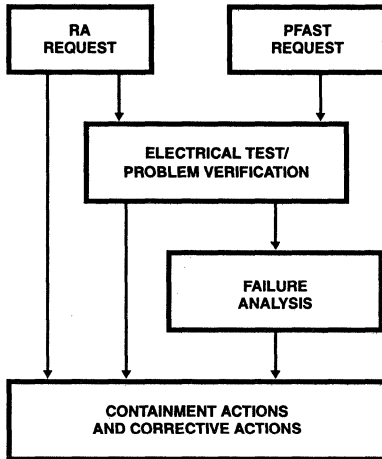 RA
REQUEST
PFAST
REQUEST
ELECTRICAL TEST/
PROBLEM VERIFICATION
FAILURE
ANALYSIS
CONTAINMENT ACTIONS
AND CORRECTIVE ACTIONS